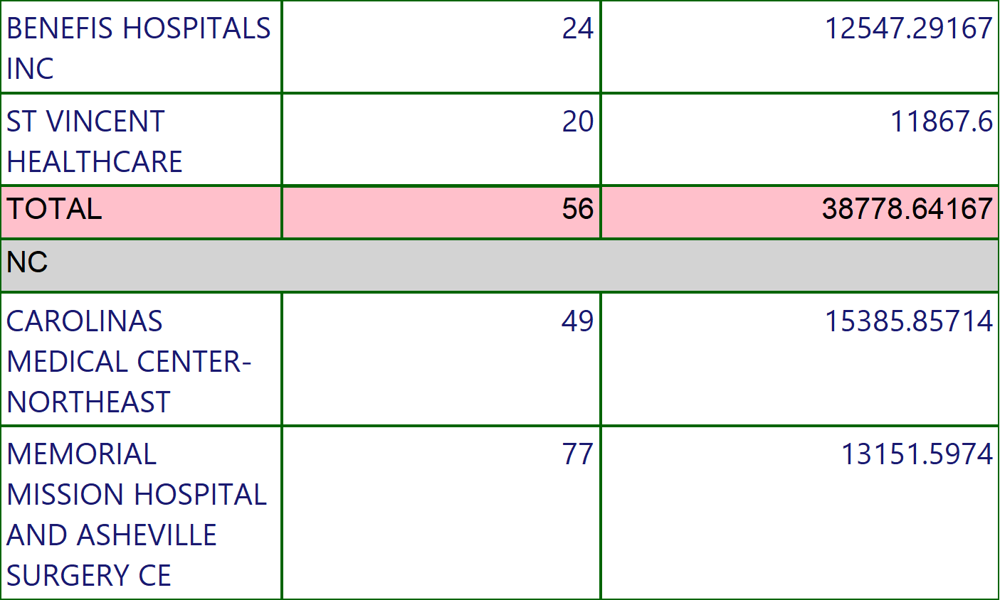 BENEFIS HOSPITALS 24 12547.29167
INC
ST VINCENT 20 11867.6
HEALTHCARE
TOTAL 56 38778.64167
NC
CAROLINAS 49 15385.85714
MEDICAL CENTER-
NORTHEAST
MEMORIAL 77 13151.5974
MISSION HOSPITAL
AND ASHEVILLE
SURGERY CE